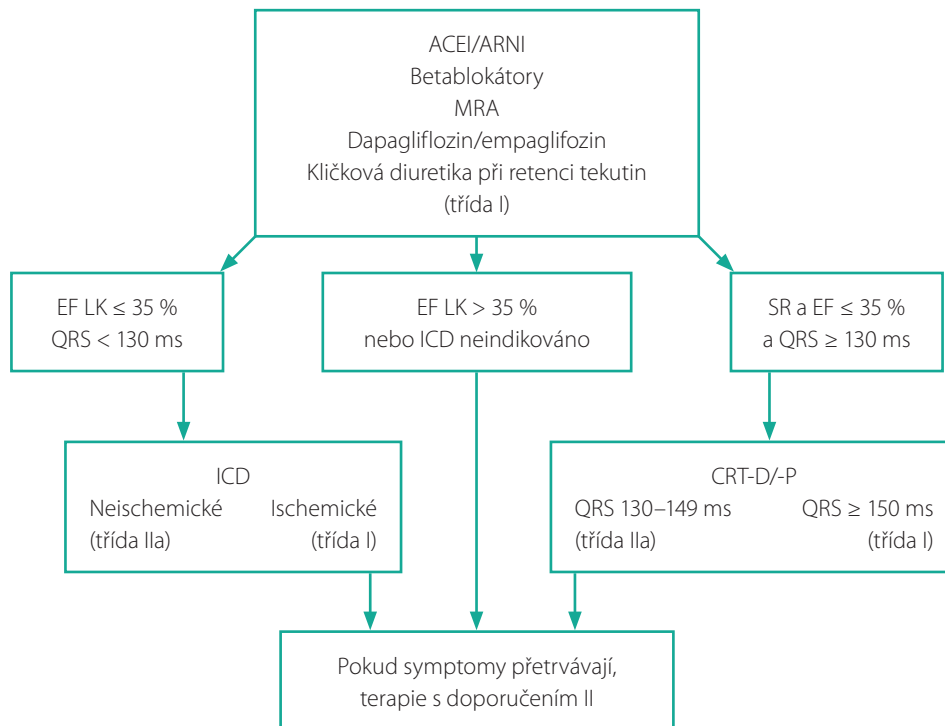 ACEI/ARNI
Betablokátory
MRA
Dapagliflozin/empaglifozin
Kličková diuretika při retenci tekutin
(třída I)
EF LK ≤ 35 %
QRS < 130 ms
EF LK > 35 %
nebo ICD neindikováno
SR a EF ≤ 35 %
a QRS ≥ 130 ms
ICD
Neischemické Ischemické
(třída IIa) (třída I)
CRT-D/-P
QRS 130–149 ms QRS ≥ 150 ms
(třída IIa) (třída I)
Pokud symptomy přetrvávají,
terapie s doporučením II